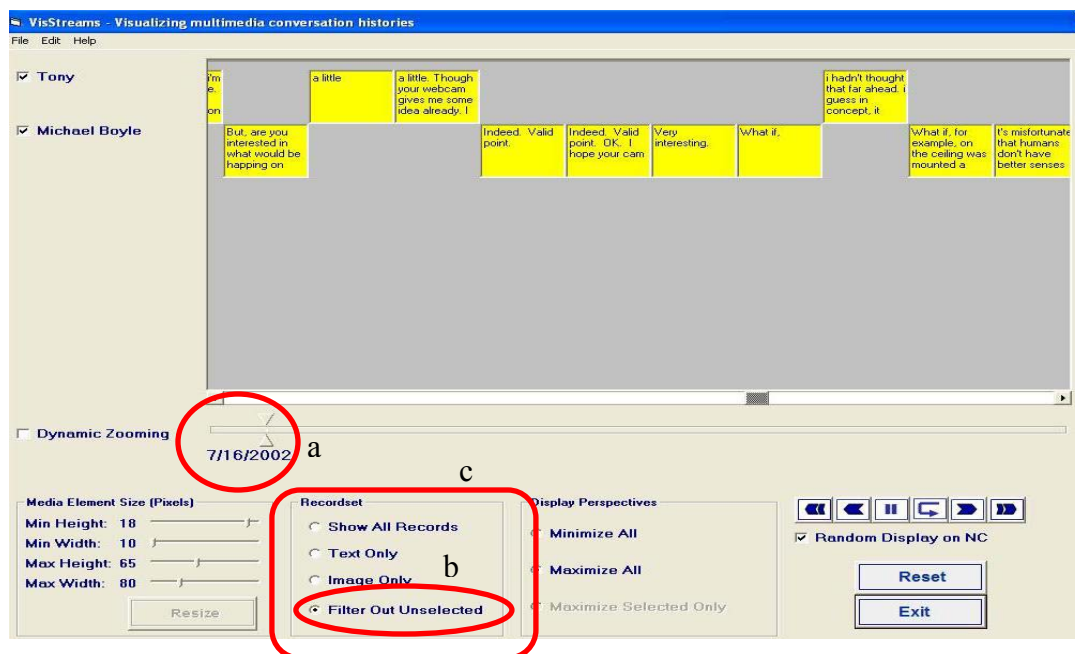 VisStreams - Visualizing multimedia conversation histories
File Edit Help
Tony
i'm
e.
on
a little
a little. Though
your webcam
gives me some
idea already. I
i hadn't thought
that far ahead. i
guess in
concept, it
Michael Boyle
But, are you
interested in
what would be
happing on
Indeed. Valid
point.
Indeed. Valid
point. OK. I
hope your cam
Very
interesting.
What if,
What if, for
example, on
the ceiling was
mounted a
t's misfortunate
that humans
don't have
better senses
Dynamic Zooming
7/16/2002
a
c
Media Element Size (Pixels)
Min Height: 18
Min Width: 10
Max Height: 65
Max Width: 80
Resize
Recordset
Show All Records
Text Only
Image Only
b
Filter Out Unselected
Display Perspectives
Minimize All
Maximize All
Maximize Selected Only
Random Display on NC
Reset
Exit